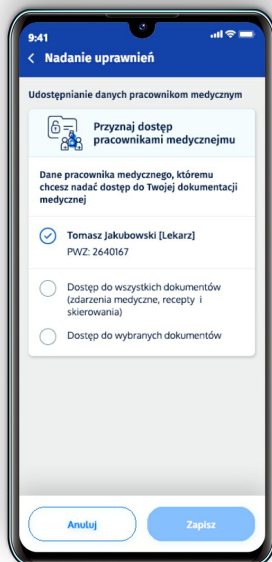 9:41
Nadanie uprawnień
Udostępnianie danych pracownikom medycznym
Przyznaj dostęp
pracownikami medycznejmu
Dane pracownika medycznego, któremu
chcesz nadać dostęp do Twojej dokumentacji
medycznej
Tomasz Jakubowski [Lekarz]
PWZ: 2640167
Dostęp do wszystkich dokumentów
(zdarzenia medyczne, recepty i
skierowania)
Dostęp do wybranych dokumentów
Anuluj
Zapisz